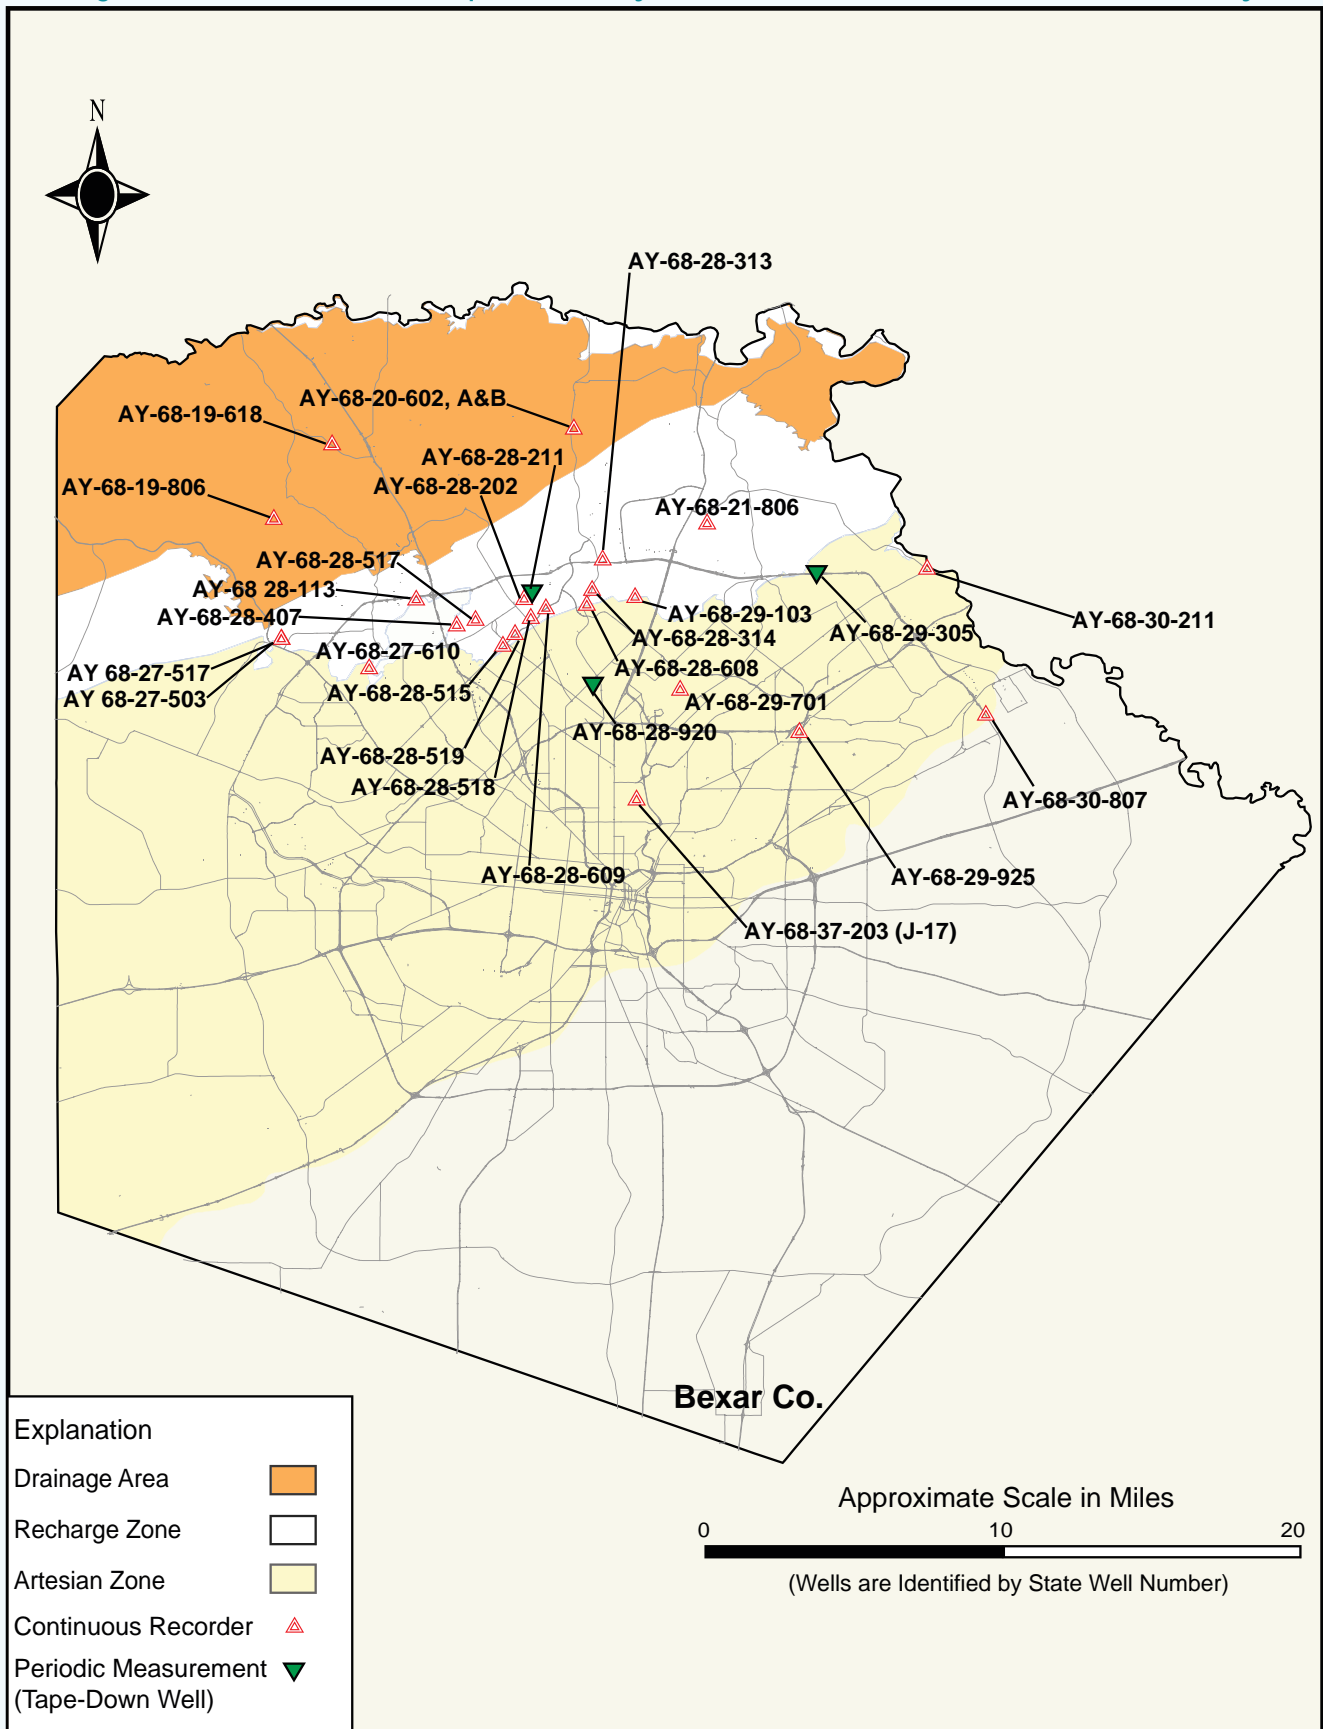 N
AY-68-28-313
AY-68-20-602, A&B
AY-68-19-618
AY-68-28-211
AY-68-28-202
AY-68-19-806
AY-68-21-806
AY-68-28-517
AY-68 28-113
AY-68-28-407
AY-68-29-103
AY-68-30-211
AY-68-29-305
AY-68-28-314
AY-68-27-610
AY-68-28-608
AY 68-27-517
AY 68-27-503
AY-68-28-515
AY-68-29-701
AY-68-28-920
AY-68-28-519
AY-68-28-518
AY-68-30-807
AY-68-28-609
AY-68-29-925
AY-68-37-203 (J-17)
Bexar Co.
Explanation
Drainage Area
Recharge Zone
Artesian Zone
Continuous Recorder
Periodic Measurement
(Tape-Down Well)
Approximate Scale in Miles
0 10 20
(Wells are Identified by State Well Number)